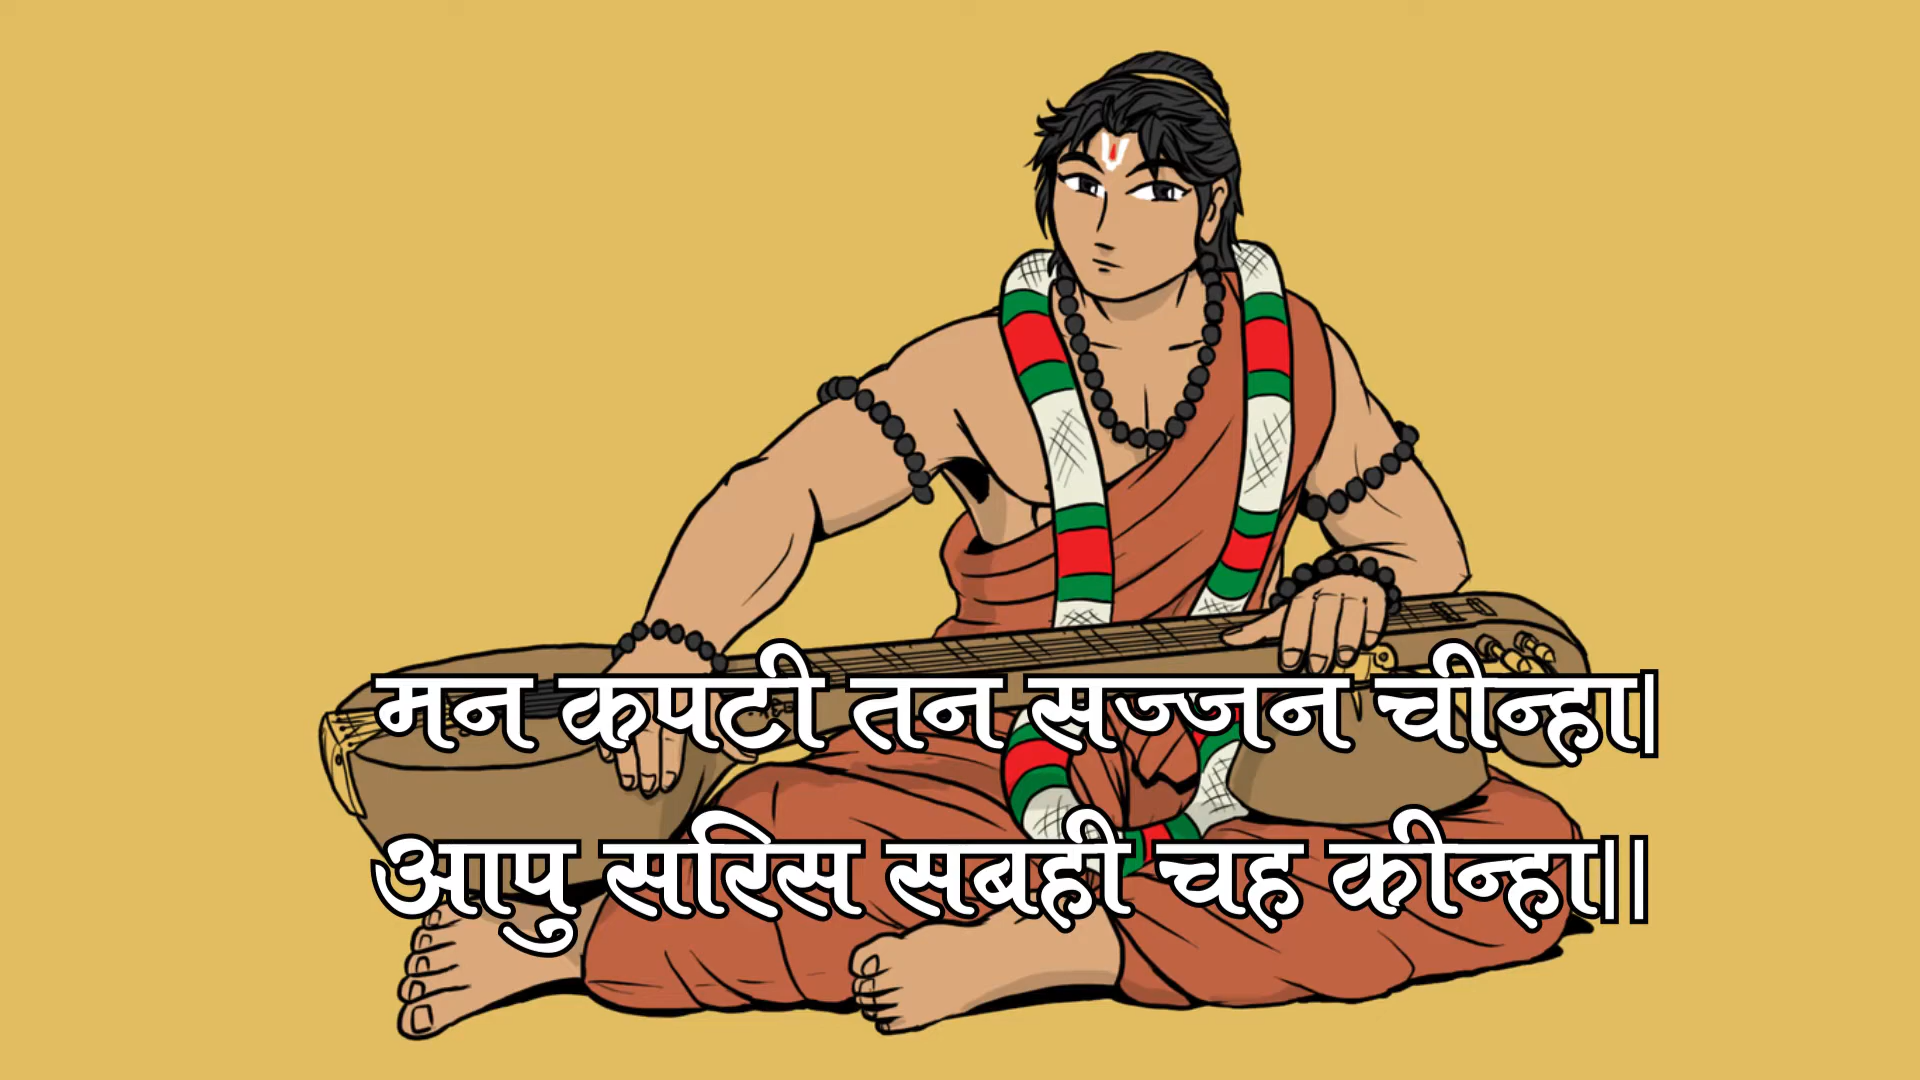 मन कपटी तन सज्जन चीन्हा|
आपु सरिस सबही चह कीन्हा||